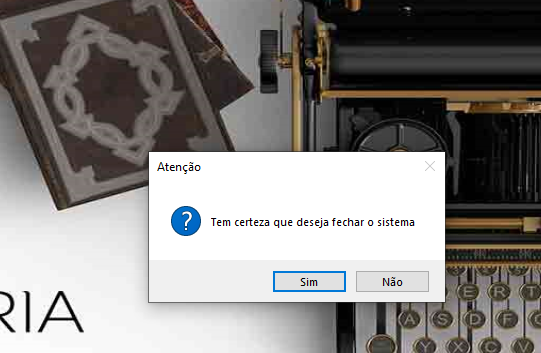 Atenção
Tem certeza que deseja fechar o sistema
Sim
Não
RIA
E R T
A S D F
Y X C V